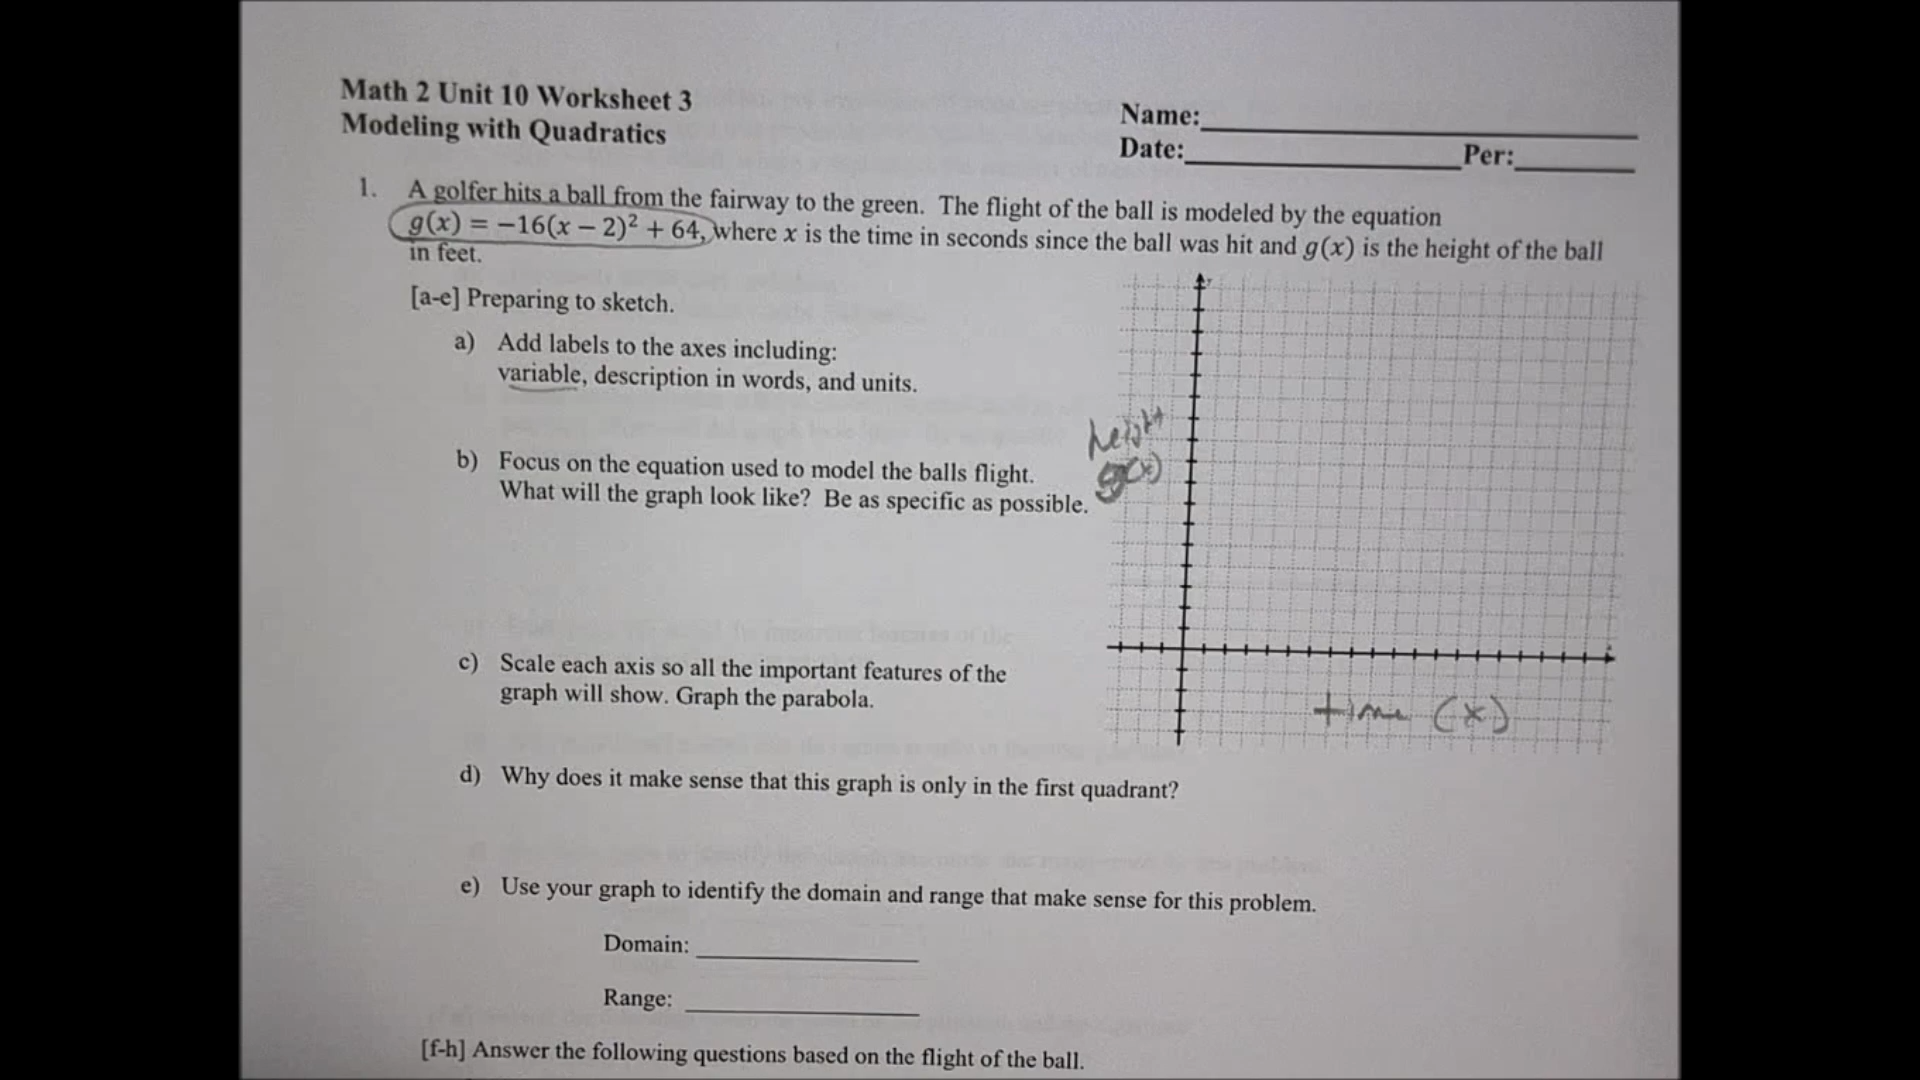 Math 2 Unit 10 Worksheet 3
Modeling with Quadratics
Name:
Date: Per:
1. A golfer hits a ball from the fairway to the green. The flight of the ball is modeled by the equation
g(x) = −16(x − 2)² + 64, where x is the time in seconds since the ball was hit and g(x) is the height of the ball
in feet.
[a-e] Preparing to sketch.
a) Add labels to the axes including:
variable, description in words, and units.
height
g(x)
b) Focus on the equation used to model the balls flight.
What will the graph look like? Be as specific as possible.
c) Scale each axis so all the important features of the
graph will show. Graph the parabola.
time (x)
d) Why does it make sense that this graph is only in the first quadrant?
e) Use your graph to identify the domain and range that make sense for this problem.
Domain:
Range:
[f-h] Answer the following questions based on the flight of the ball.